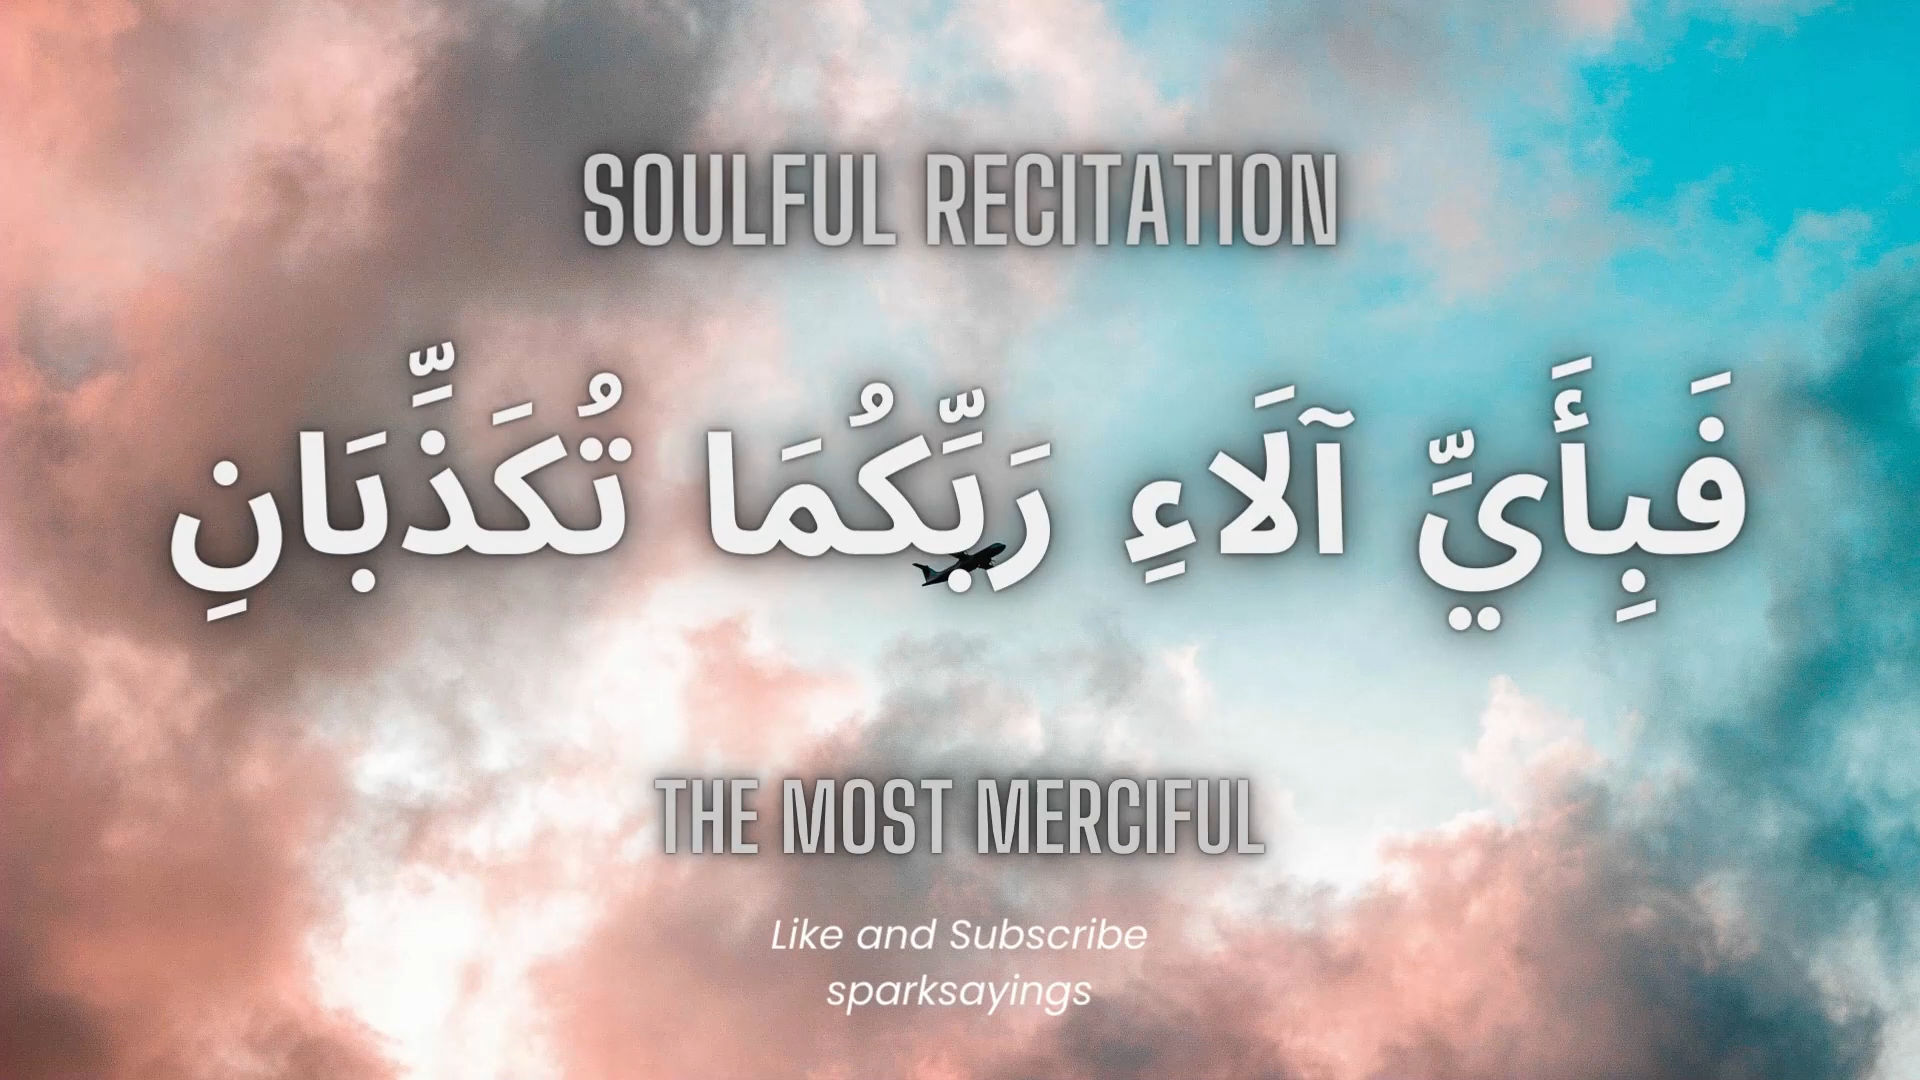 SOULFUL RECITATION
فَبِأَيِّ آلَاءِ رَبِّكُمَا تُكَذِّبَانِ
THE MOST MERCIFUL
Like and Subscribe
sparksayings